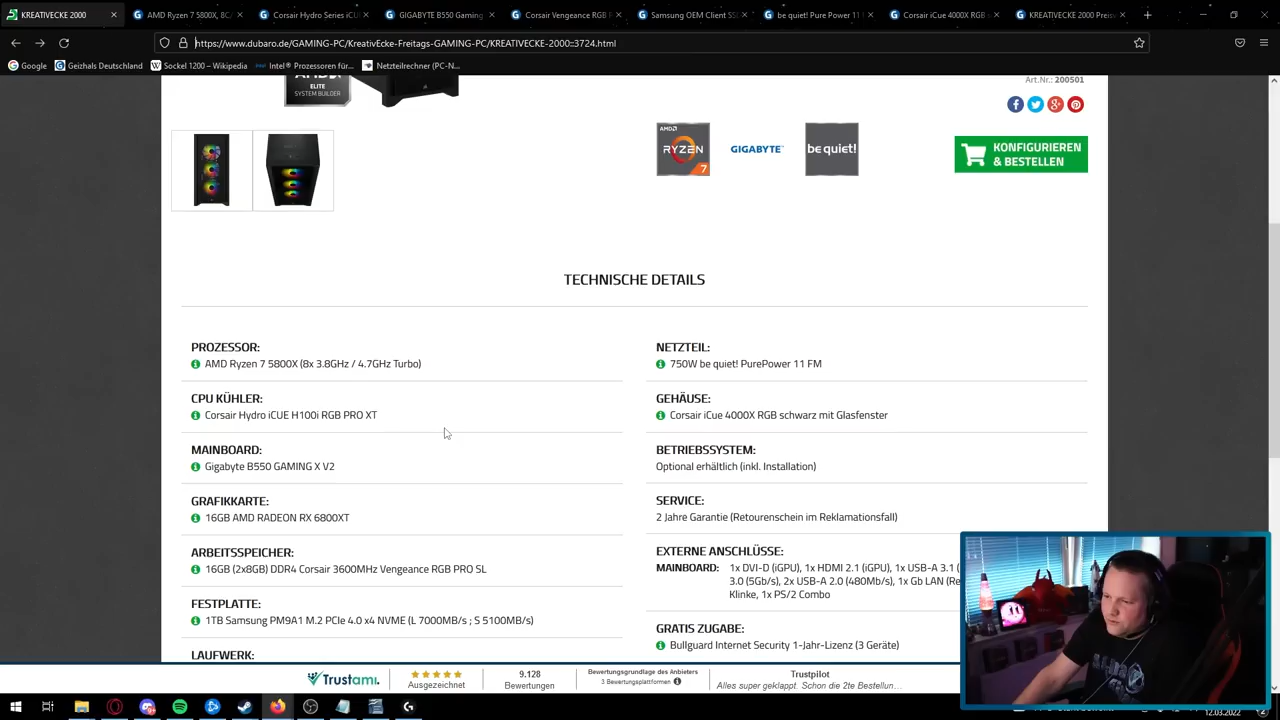 KREATIVECKE 2000
AMD Ryzen 7 5800X, 8C/
Corsair Hydro Series iCUE
GIGABYTE B550 Gaming
Corsair Vengeance RGB P
Samsung OEM Client SSD
be quiet! Pure Power 11
Corsair iCue 4000X RGB s
KREATIVECKE 2000 Preise
https://www.dubaro.de/GAMING-PC/KreativEcke-Freitags-GAMING-PC/KREATIVECKE-2000::3724.html
Google
Geizhals Deutschland
Sockel 1200 – Wikipedia
Intel® Prozessoren für...
Netzteilrechner (PC-N...
AMD
ELITE
SYSTEM BUILDER
Art.Nr.: 200501
AMD
RYZEN
7
GIGABYTE
be quiet!
KONFIGURIEREN
& BESTELLEN
TECHNISCHE DETAILS
PROZESSOR:
AMD Ryzen 7 5800X (8x 3.8GHz / 4.7GHz Turbo)
CPU KÜHLER:
Corsair Hydro iCUE H100i RGB PRO XT
MAINBOARD:
Gigabyte B550 GAMING X V2
GRAFIKKARTE:
16GB AMD RADEON RX 6800XT
ARBEITSSPEICHER:
16GB (2x8GB) DDR4 Corsair 3600MHz Vengeance RGB PRO SL
FESTPLATTE:
1TB Samsung PM9A1 M.2 PCIe 4.0 x4 NVME (L 7000MB/s ; S 5100MB/s)
LAUFWERK:
NETZTEIL:
750W be quiet! PurePower 11 FM
GEHÄUSE:
Corsair iCue 4000X RGB schwarz mit Glasfenster
BETRIEBSSYSTEM:
Optional erhältlich (inkl. Installation)
SERVICE:
2 Jahre Garantie (Retourenschein im Reklamationsfall)
EXTERNE ANSCHLÜSSE:
MAINBOARD: 1x DVI-D (iGPU), 1x HDMI 2.1 (iGPU), 1x USB-A 3.1 (
3.0 (5Gb/s), 2x USB-A 2.0 (480Mb/s), 1x Gb LAN (Re
Klinke, 1x PS/2 Combo
GRATIS ZUGABE:
Bullguard Internet Security 1-Jahr-Lizenz (3 Geräte)
Trustami.
Ausgezeichnet
9.128
Bewertungen
Bewertungsgrundlage des Anbieters
3 Bewertungsplattformen
Trustpilot
Alles super geklappt. Schon die 2te Bestellun...
12.03.2022